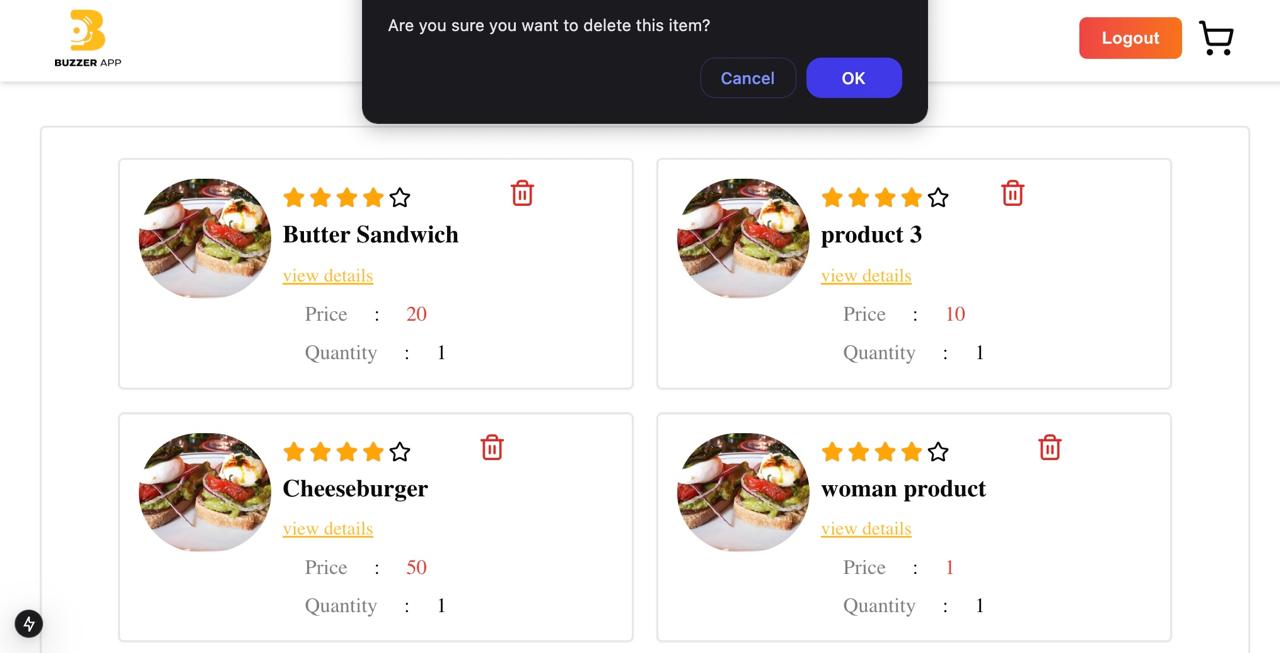 Are you sure you want to delete this item?
Cancel
OK
BUZZER APP
Logout
Butter Sandwich
view details
Price : 20
Quantity : 1
product 3
view details
Price : 10
Quantity : 1
Cheeseburger
view details
Price : 50
Quantity : 1
woman product
view details
Price : 1
Quantity : 1